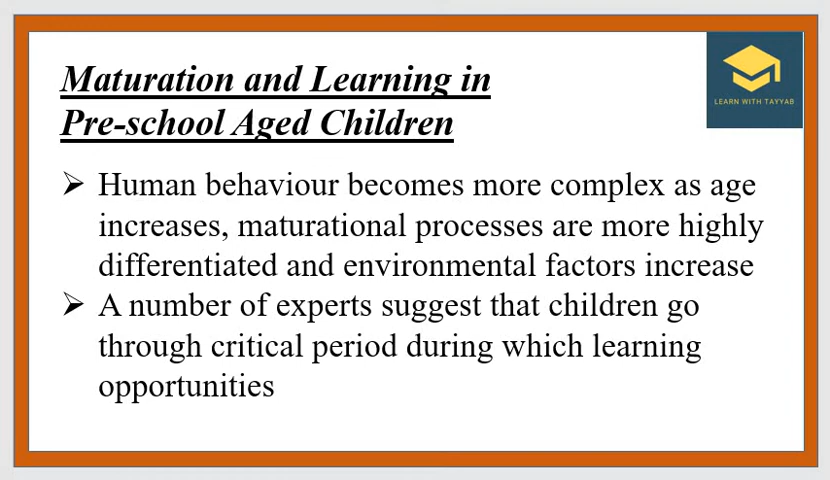 Maturation and Learning in
Pre-school Aged Children
LEARN WITH TAYYAB
➢ Human behaviour becomes more complex as age
increases, maturational processes are more highly
differentiated and environmental factors increase
➢ A number of experts suggest that children go
through critical period during which learning
opportunities